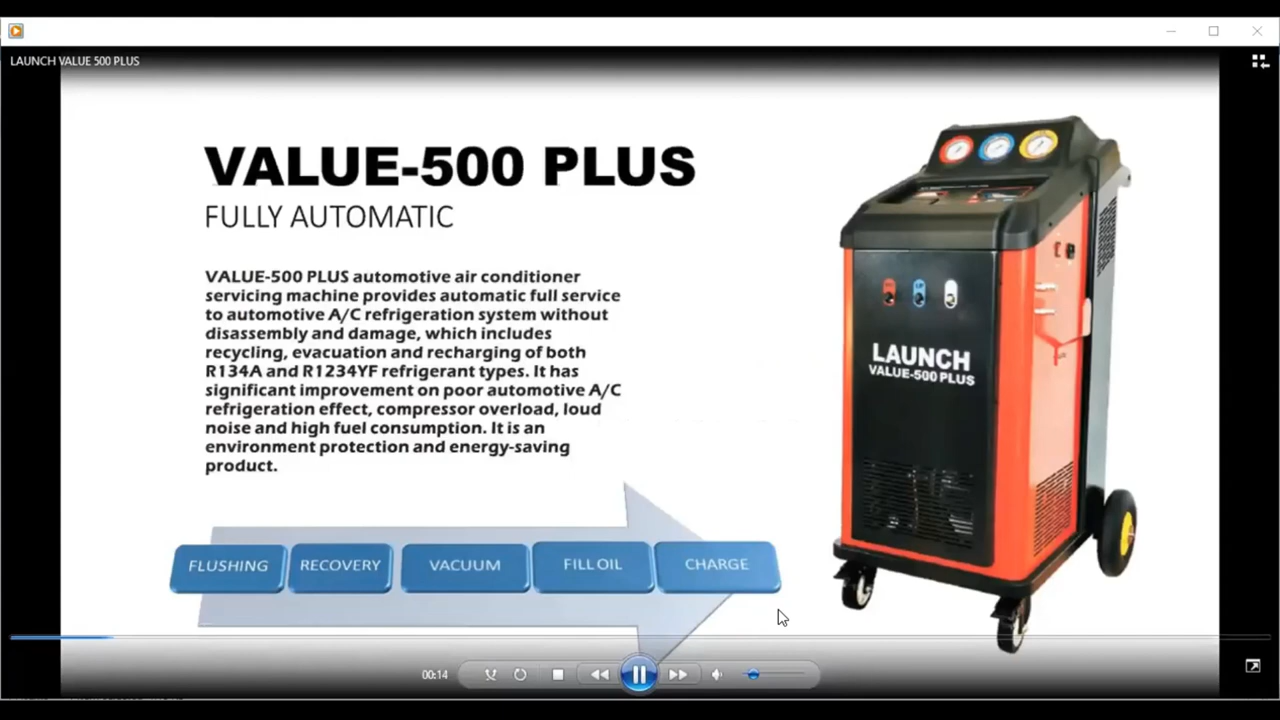 LAUNCH VALUE 500 PLUS
VALUE-500 PLUS
FULLY AUTOMATIC
VALUE-500 PLUS automotive air conditioner
servicing machine provides automatic full service
to automotive A/C refrigeration system without
disassembly and damage, which includes
recycling, evacuation and recharging of both
R134A and R1234YF refrigerant types. It has
significant improvement on poor automotive A/C
refrigeration effect, compressor overload, loud
noise and high fuel consumption. It is an
environment protection and energy-saving
product.
LAUNCH
VALUE-500 PLUS
FLUSHING RECOVERY VACUUM FILL OIL CHARGE
00:14